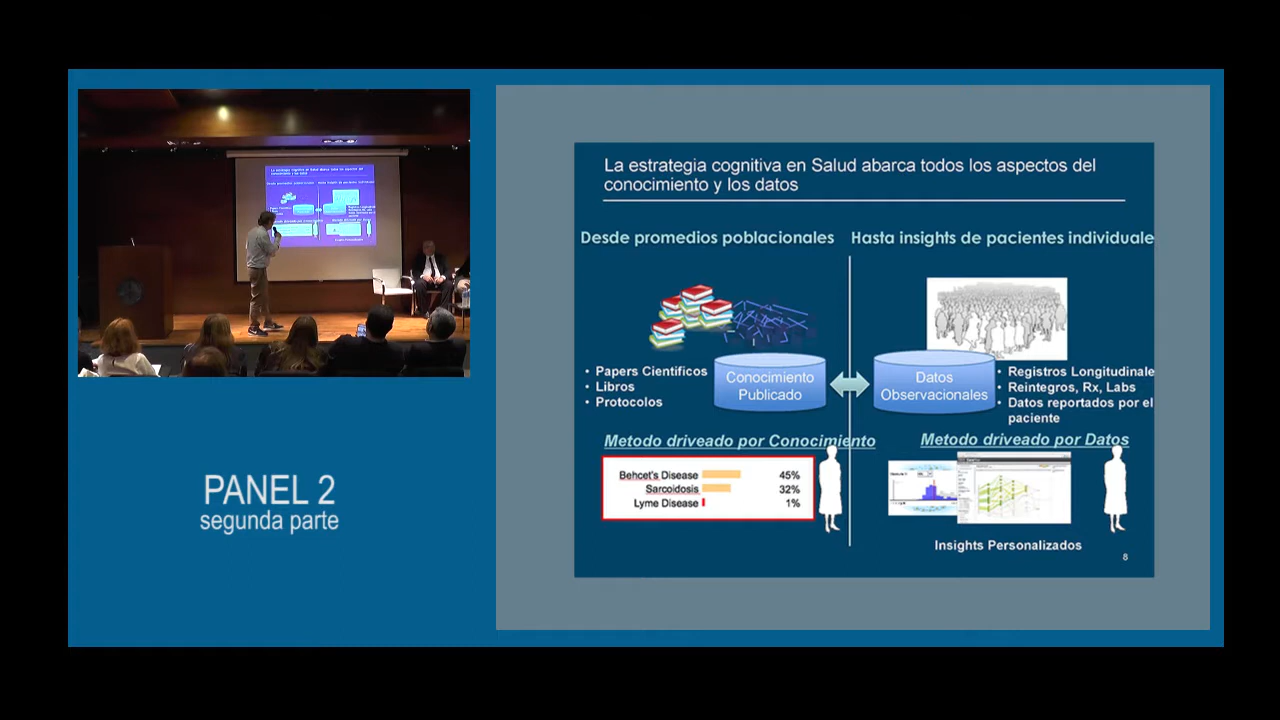 La estrategia cognitiva en Salud abarca todos los aspectos del
conocimiento y los datos
Desde promedios poblacionales
Hasta insights de pacientes individuale
• Papers Cientificos
• Libros
• Protocolos
Conocimiento
Publicado
Datos
Observacionales
• Registros Longitudinale
• Reintegros, Rx, Labs
• Datos reportados por el
paciente
Metodo driveado por Conocimiento
Metodo driveado por Datos
Behcet's Disease 45%
Sarcoidosis 32%
Lyme Disease 1%
Insights Personalizados
8
PANEL 2
segunda parte